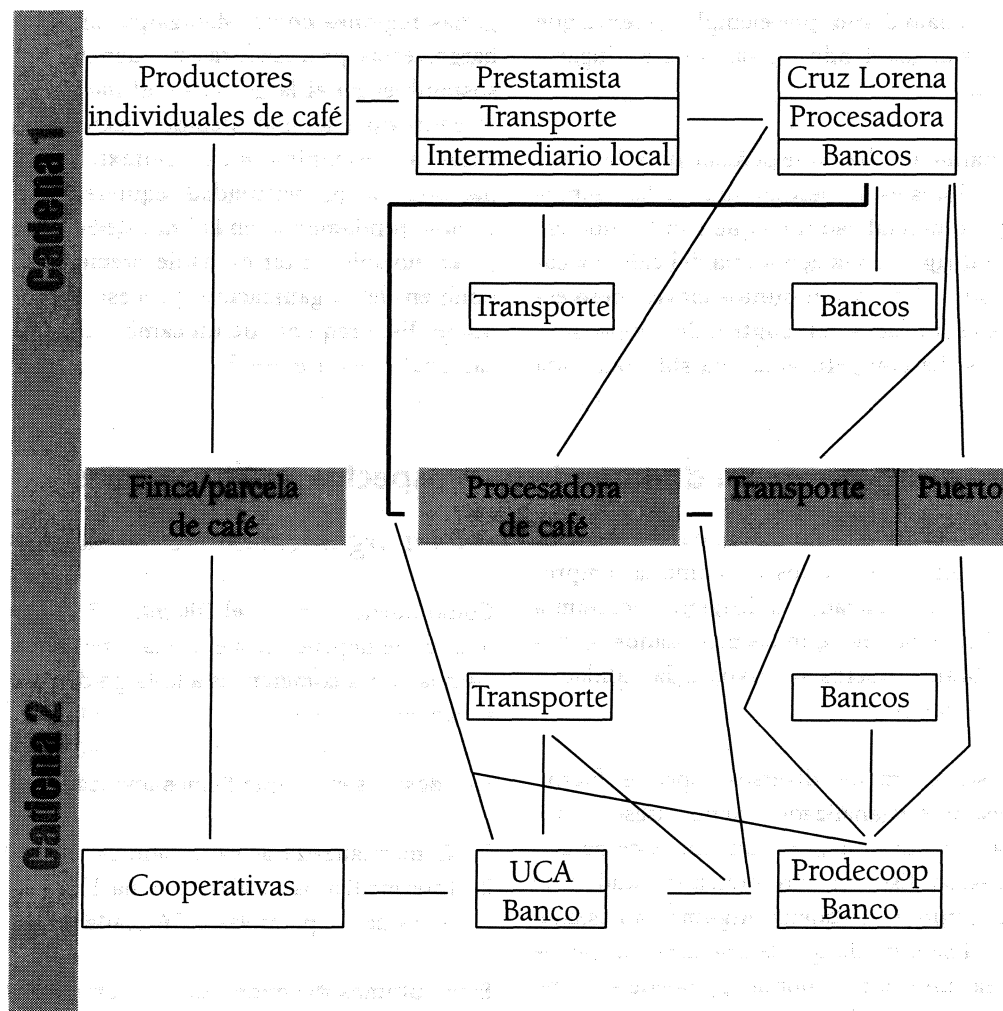 Cadena 1
Productores
individuales de café
Prestamista
Transporte
Intermediario local
Cruz Lorena
Procesadora
Bancos
Transporte
Bancos
Finca/parcela
de café
Procesadora
de café
Transporte
Puerto
Cadena 2
Transporte
Bancos
Cooperativas
UCA
Banco
Prodecoop
Banco